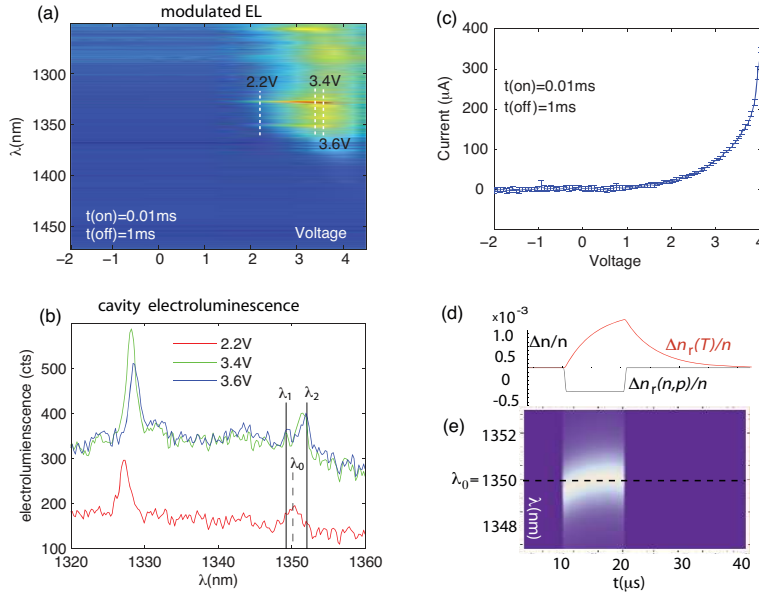 (a)
modulated EL
1300
1350
1400
1450
λ(nm)
2.2V
3.4V
3.6V
t(on)=0.01ms
t(off)=1ms
Voltage
−2
−1
0
1
2
3
4
(b)
cavity electroluminescence
2.2V
3.4V
3.6V
λ1
λ2
λ0
500
400
300
200
100
electrolumienscence (cts)
1320
1330
1340
1350
1360
λ(nm)
(c)
400
300
200
100
0
Current (μA)
t(on)=0.01ms
t(off)=1ms
−2
−1
0
1
2
3
4
Voltage
(d)
×10⁻³
1.0
0.5
0
-0.5
Δn/n
Δnr(T)/n
Δnr(n,p)/n
(e)
1352
λ0=1350
1348
λ(nm)
10
20
30
40
t(μs)